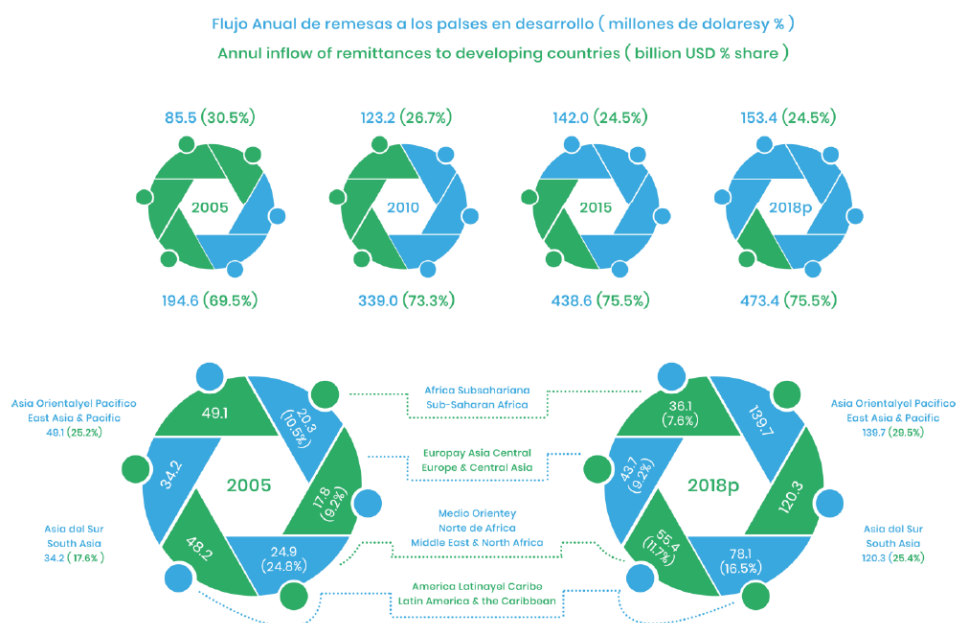 Flujo Anual de remesas a los palses en desarrollo ( millones de dolaresy % )
Annul inflow of remittances to developing countries ( billion USD % share )
85.5 (30.5%)
123.2 (26.7%)
142.0 (24.5%)
153.4 (24.5%)
2005
2010
2015
2018p
194.6 (69.5%)
339.0 (73.3%)
438.6 (75.5%)
473.4 (75.5%)
Asia Orientalyel Pacifico
East Asia & Pacific
49.1 (25.2%)
Asia del Sur
South Asia
34.2 ( 17.6%)
49.1
20.3
(10.5%)
34.2
2005
17.8
(9.2%)
48.2
24.9
(24.8%)
Africa Subsahariana
Sub-Saharan Africa
Europay Asia Central
Europe & Central Asia
Medio Orientey
Norte de Africa
Middle East & North Africa
America Latinayel Caribe
Latin America & the Caribbean
36.1
(7.6%)
139.7
43.7
(9.2%)
2018p
120.3
55.4
(11.7%)
78.1
(16.5%)
Asia Orientalyel Pacifico
East Asia & Pacific
139.7 (29.5%)
Asia del Sur
South Asia
120.3 (25.4%)